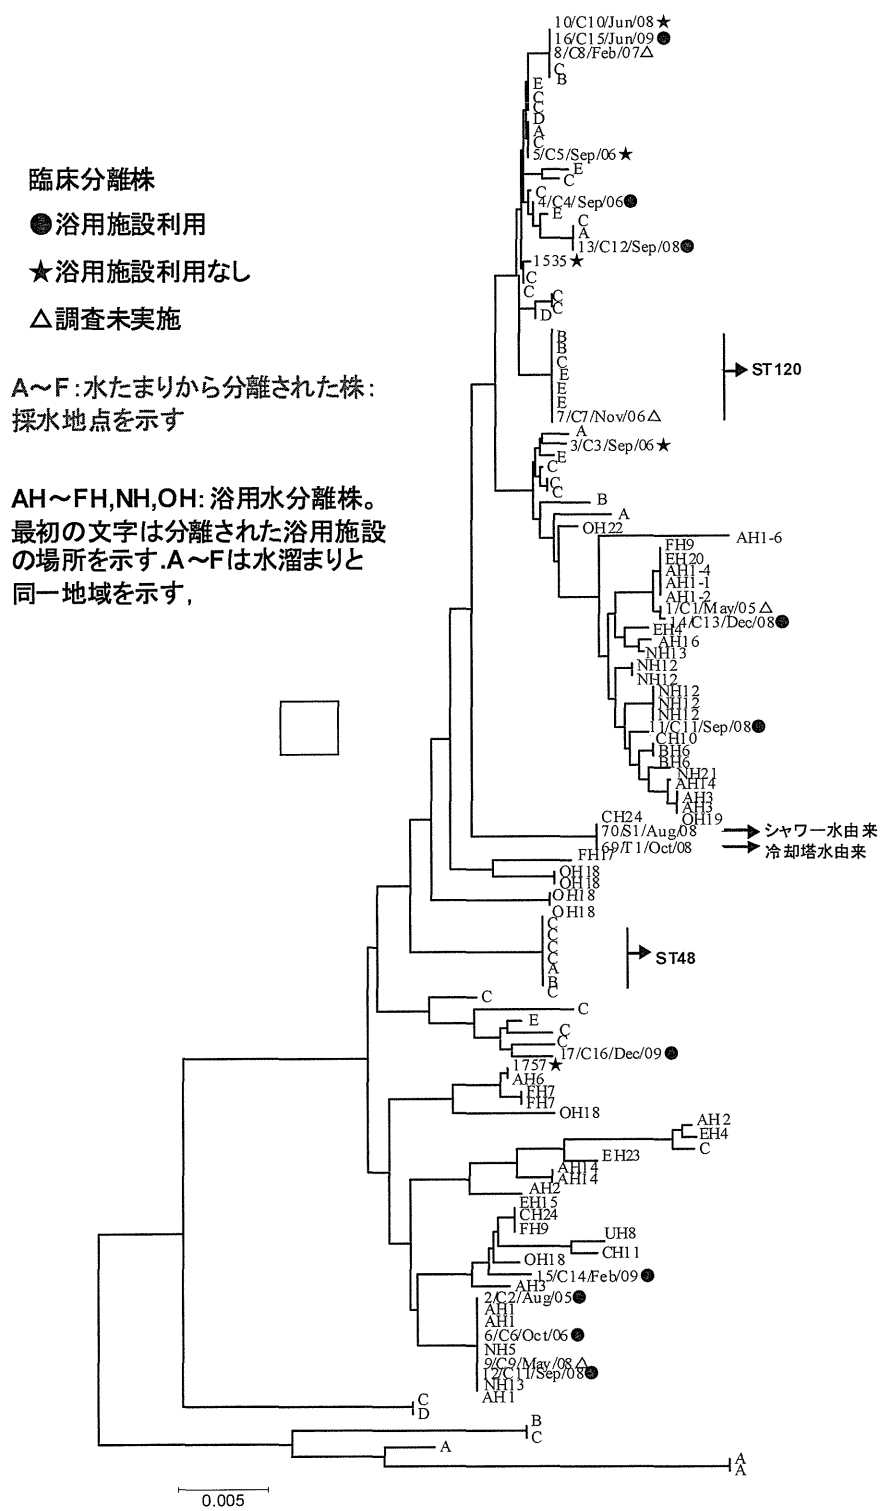 10/C10/Jun/08★
16/C15/Jun/09●
8/C8/Feb/07△
C
B
E
C
C
D
A
C
5/C5/Sep/06★
E
C
C
4/C4/Sep/06●
E
C
A
13/C12/Sep/08●
1535★
C
C
C
C
D
B
B
C
E
E
E
7/C7/Nov/06△
ST120
A
3/C3/Sep/06★
E
C
C
C
B
A
OH22
AH1-6
FH9
EH20
AH1-4
AH1-1
AH1-2
1/C1/May/05△
14/C13/Dec/08●
EH4
AH16
NH13
NH12
NH12
NH12
NH12
NH12
11/C11/Sep/08●
CH10
BH6
BH6
NH21
AH14
AH3
AH3
OH19
CH24
70/S1/Aug/08
シャワー水由来
69/T1/Oct/08
冷却塔水由来
FH17
OH18
OH18
OH18
OH18
C
C
C
C
A
B
C
ST48
C
C
E
C
C
17/C16/Dec/09●
1757★
AH6
FH7
FH7
OH18
AH2
EH4
C
EH23
AH14
AH14
AH2
EH15
CH24
FH9
UH8
CH11
OH18
15/C14/Feb/09●
AH3
2/C2/Aug/05●
AH1
AH1
6/C6/Oct/06●
NH5
9/C9/May/08△
12/C11/Sep/08●
NH13
AH1
C
D
B
C
A
A
A
0.005
臨床分離株
●浴用施設利用
★浴用施設利用なし
△調査未実施
A～F:水たまりから分離された株:
採水地点を示す
AH～FH,NH,OH:浴用水分離株。
最初の文字は分離された浴用施設
の場所を示す.A～Fは水溜まりと
同一地域を示す,